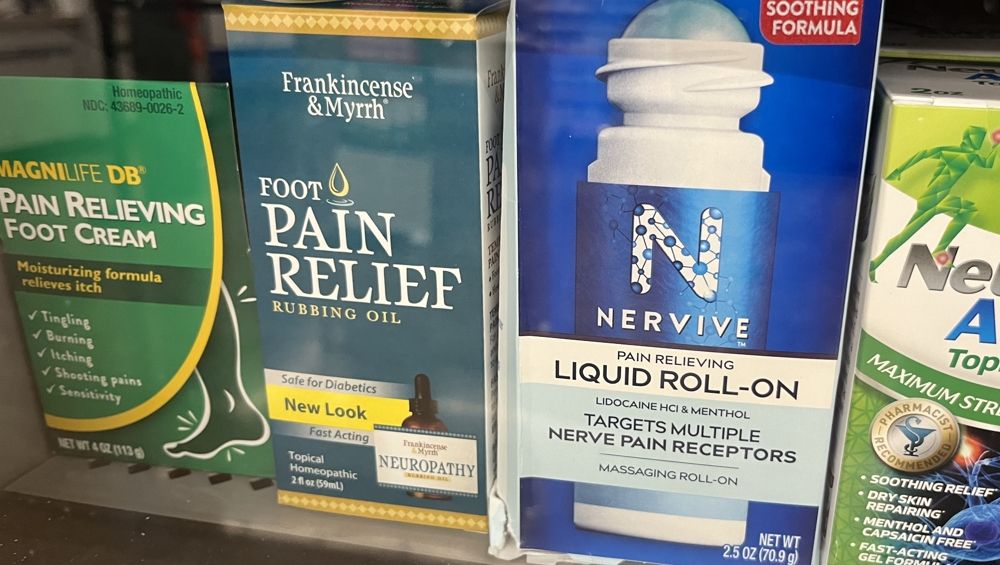 Homeopathic
NDC: 43689-0026-2
MAGNILIFE DB®
PAIN RELIEVING
FOOT CREAM
Moisturizing formula
relieves itch
✓ Tingling
✓ Burning
✓ Itching
✓ Shooting pains
✓ Sensitivity
NET WT 4 OZ (113 g)
Frankincense
& Myrrh®
FOOT
PAIN
RELIEF
RUBBING OIL
Safe for Diabetics
New Look
Fast Acting
Topical
Homeopathic
2 fl oz (59mL)
Frankincense
& Myrrh
NEUROPATHY
RUBBING OIL
SOOTHING
FORMULA
N
NERVIVE™
PAIN RELIEVING
LIQUID ROLL-ON
LIDOCAINE HCl & MENTHOL
TARGETS MULTIPLE
NERVE PAIN RECEPTORS
MASSAGING ROLL-ON
NET WT
2.5 OZ (70.9 g)
2oz
MAXIMUM STR
PHARMACIST
RECOMMENDED
• SOOTHING RELIEF
• DRY SKIN
REPAIRING*
• MENTHOL AND
CAPSAICIN FREE*
• FAST-ACTING
GEL FORMU